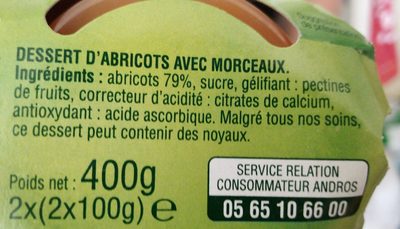 DESSERT D'ABRICOTS AVEC MORCEAUX.
Ingrédients : abricots 79%, sucre, gélifiant : pectines
de fruits, correcteur d'acidité : citrates de calcium,
antioxydant : acide ascorbique. Malgré tous nos soins,
ce dessert peut contenir des noyaux.
Poids net : 400g
2x(2x100g) e
SERVICE RELATION
CONSOMMATEUR ANDROS
05 65 10 66 00